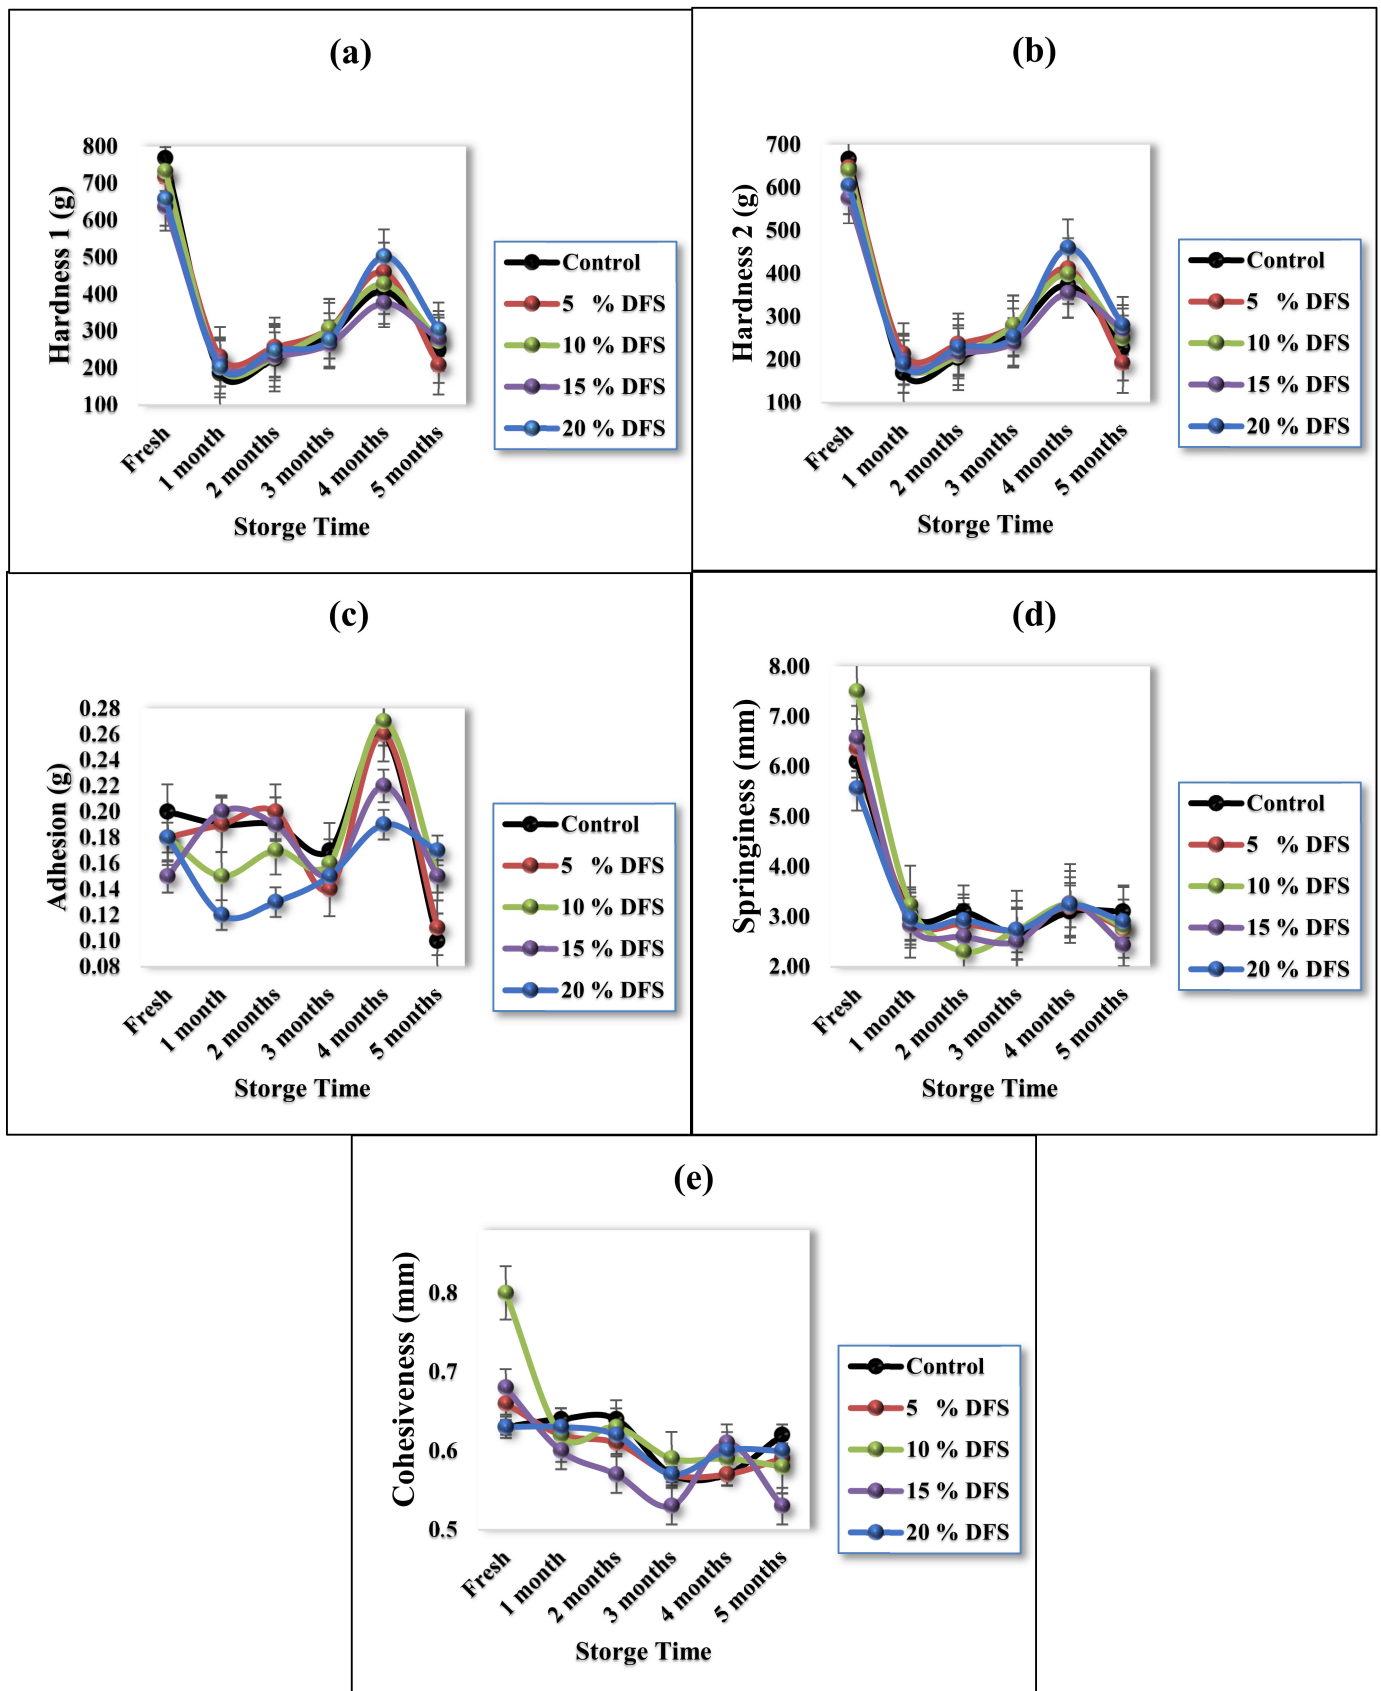 (a)
Hardness 1 (g)
800
700
600
500
400
300
200
100
Fresh
1 month
2 months
3 months
4 months
5 months
Storge Time
Control
5 % DFS
10 % DFS
15 % DFS
20 % DFS
(b)
Hardness 2 (g)
700
600
500
400
300
200
100
Fresh
1 month
2 months
3 months
4 months
5 months
Storge Time
Control
5 % DFS
10 % DFS
15 % DFS
20 % DFS
(c)
Adhesion (g)
0.28
0.26
0.24
0.22
0.20
0.18
0.16
0.14
0.12
0.10
0.08
Fresh
1 month
2 months
3 months
4 months
5 months
Storge Time
Control
5 % DFS
10 % DFS
15 % DFS
20 % DFS
(d)
Springiness (mm)
8.00
7.00
6.00
5.00
4.00
3.00
2.00
Fresh
1 month
2 months
3 months
4 months
5 months
Storge Time
Control
5 % DFS
10 % DFS
15 % DFS
20 % DFS
(e)
Cohesiveness (mm)
0.8
0.7
0.6
0.5
Fresh
1 month
2 months
3 months
4 months
5 months
Storge Time
Control
5 % DFS
10 % DFS
15 % DFS
20 % DFS